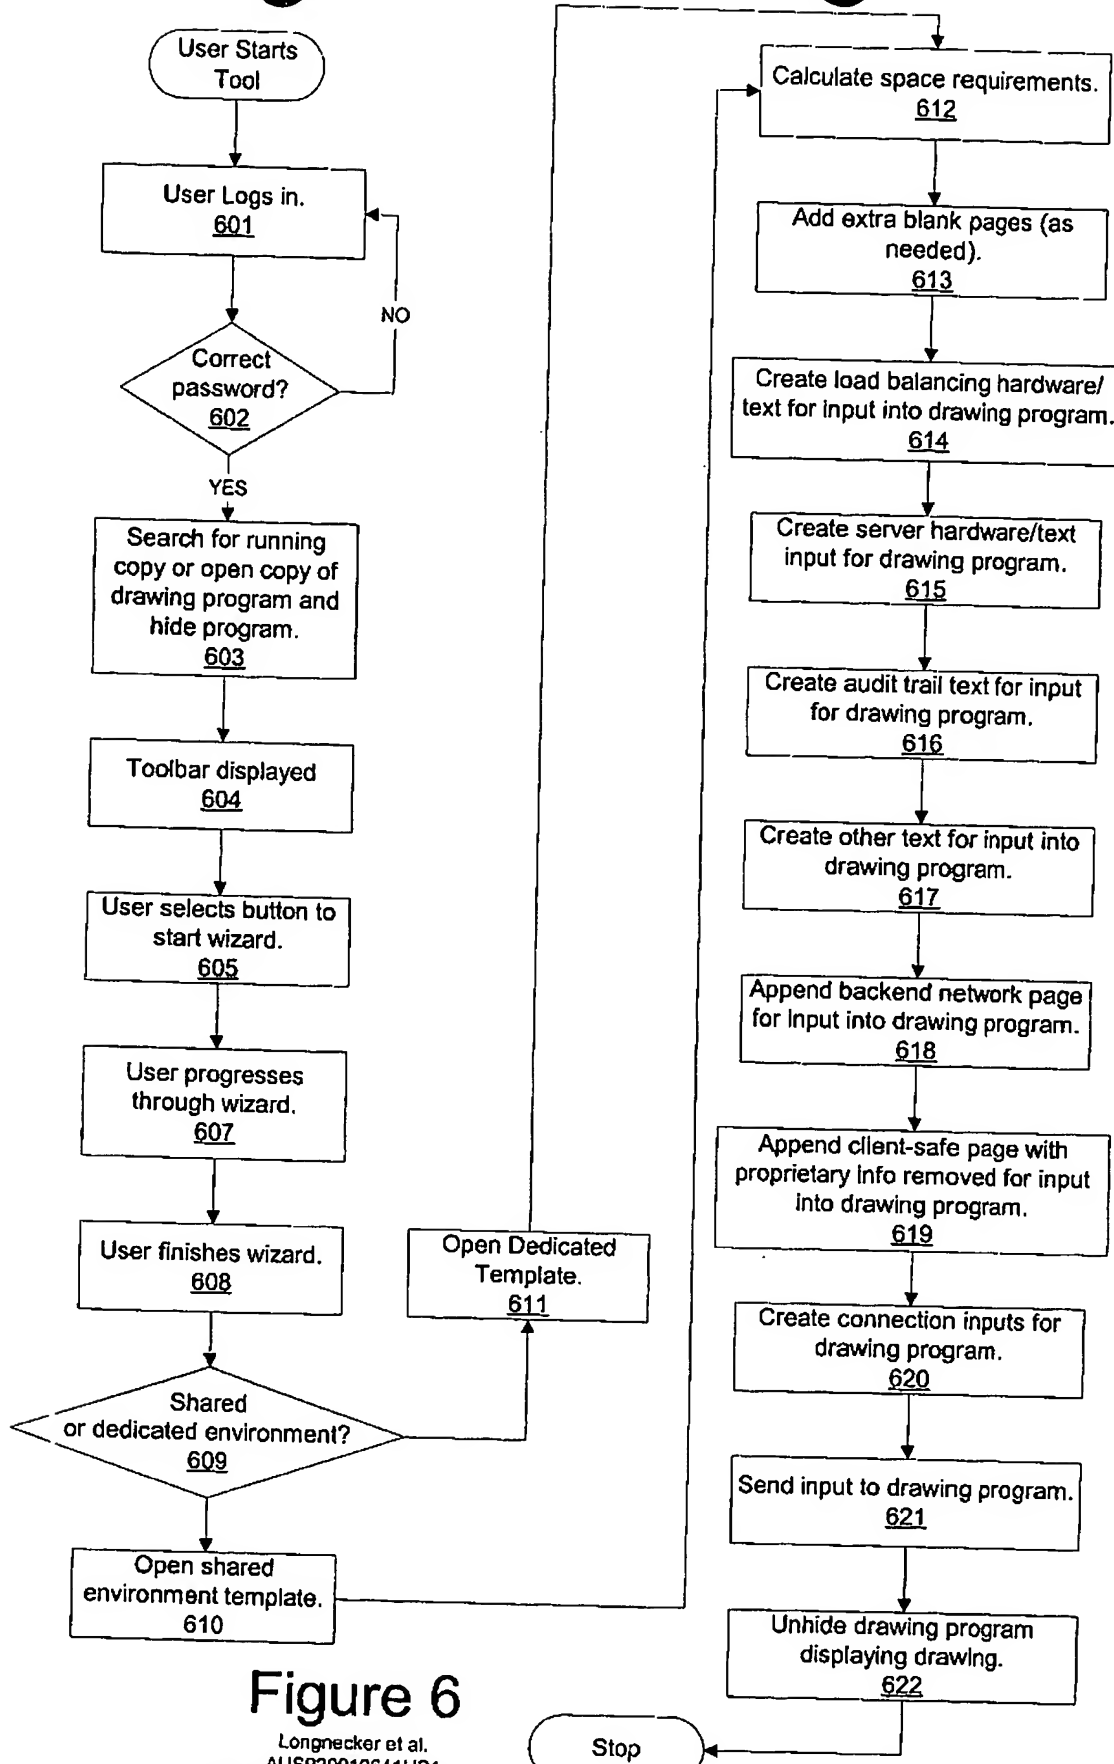 User Starts
Tool
User Logs in.
601
NO
Correct
password?
602
YES
Search for running
copy or open copy of
drawing program and
hide program.
603
Toolbar displayed
604
User selects button to
start wizard.
605
User progresses
through wizard.
607
User finishes wizard.
608
Shared
or dedicated environment?
609
Open shared
environment template.
610
Open Dedicated
Template.
611
Calculate space requirements.
612
Add extra blank pages (as
needed).
613
Create load balancing hardware/
text for input into drawing program.
614
Create server hardware/text
input for drawing program.
615
Create audit trail text for input
for drawing program.
616
Create other text for input into
drawing program.
617
Append backend network page
for input into drawing program.
618
Append client-safe page with
proprietary info removed for input
into drawing program.
619
Create connection inputs for
drawing program.
620
Send input to drawing program.
621
Unhide drawing program
displaying drawing.
622
Stop
Figure 6
Longnecker et al.